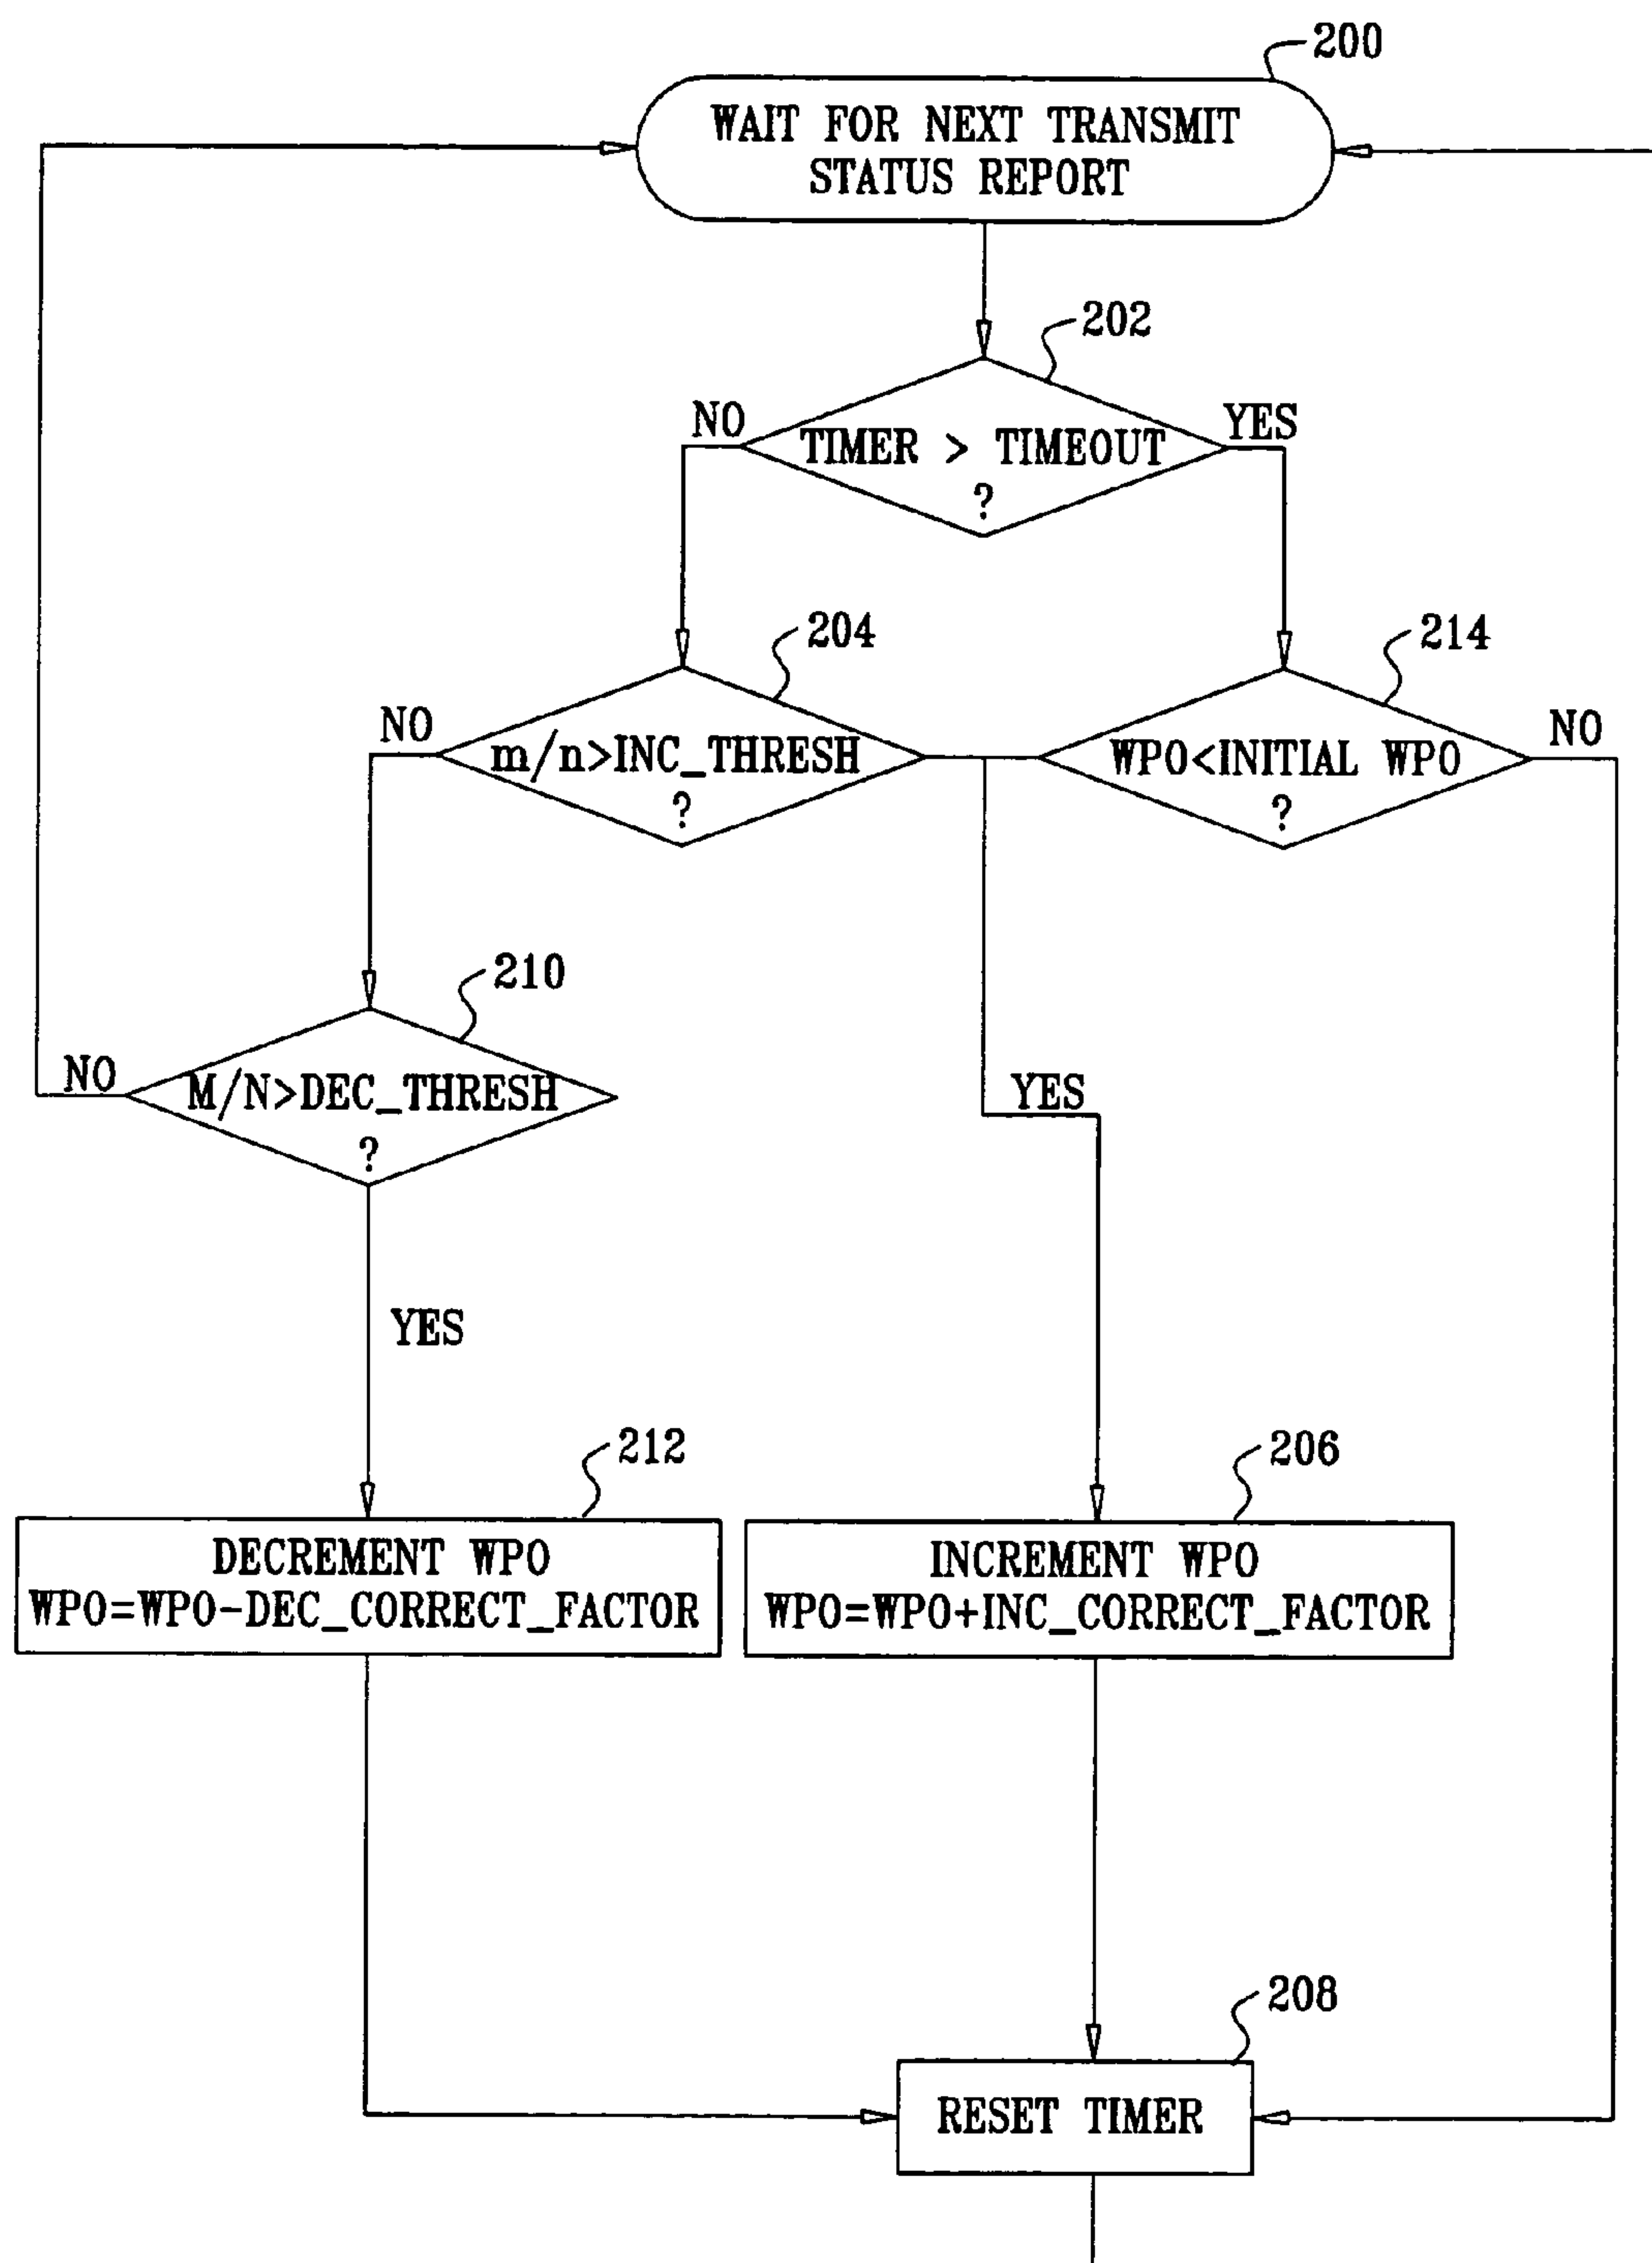 200
WAIT FOR NEXT TRANSMIT
STATUS REPORT
202
NO
YES
TIMER > TIMEOUT
?
204
214
NO
m/n>INC_THRESH
?
WPO<INITIAL WPO
?
NO
210
NO
M/N>DEC_THRESH
?
YES
YES
212
206
DECREMENT WPO
WPO=WPO-DEC_CORRECT_FACTOR
INCREMENT WPO
WPO=WPO+INC_CORRECT_FACTOR
208
RESET TIMER